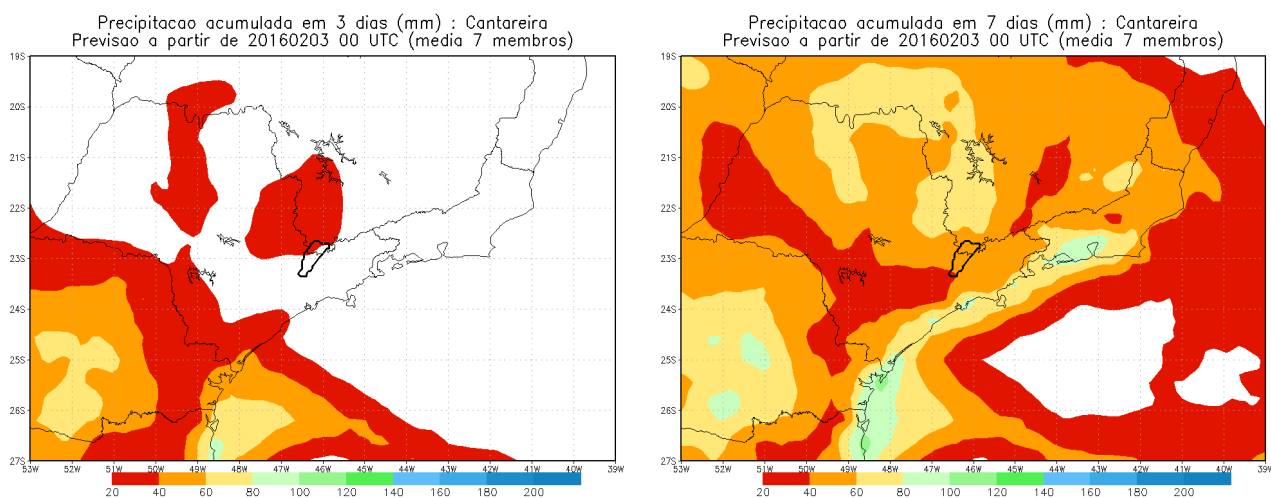 Precipitacao acumulada em 3 dias (mm) : Cantareira
Previsao a partir de 20160203 00 UTC (media 7 membros)
19S
20S
21S
22S
23S
24S
25S
26S
27S
53W 52W 51W 50W 49W 48W 47W 46W 45W 44W 43W 42W 41W 40W 39W
20 40 60 80 100 120 140 160 180 200
Precipitacao acumulada em 7 dias (mm) : Cantareira
Previsao a partir de 20160203 00 UTC (media 7 membros)
19S
20S
21S
22S
23S
24S
25S
26S
27S
53W 52W 51W 50W 49W 48W 47W 46W 45W 44W 43W 42W 41W 40W 39W
20 40 60 80 100 120 140 160 180 200